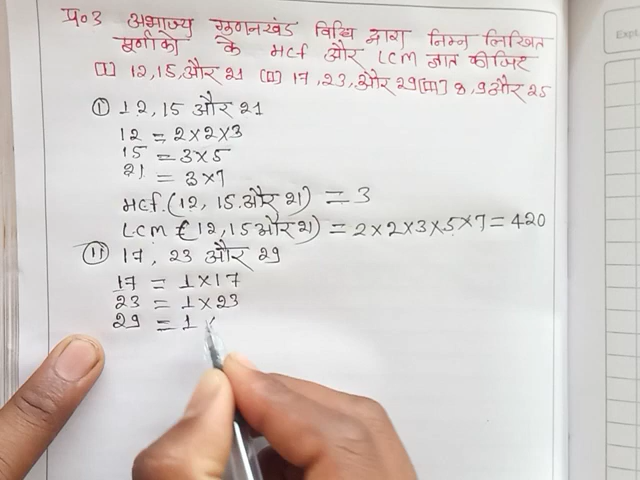 प्र०3 अभाज्य गुणनखंड विधि द्वारा निम्न लिखित
पूर्णांको के HCF और LCM ज्ञात कीजिए
(I) 12, 15, और 21 (II) 17, 23, और 29 (III) 8, 9 और 25
(I) 12, 15 और 21
12 = 2×2×3
15 = 3×5
21 = 3×7
HCF. (12, 15 और 21) = 3
LCM (12, 15 और 21) = 2×2×3×5×7 = 420
(II) 17, 23 और 29
17 = 1×17
23 = 1×23
29 = 1×